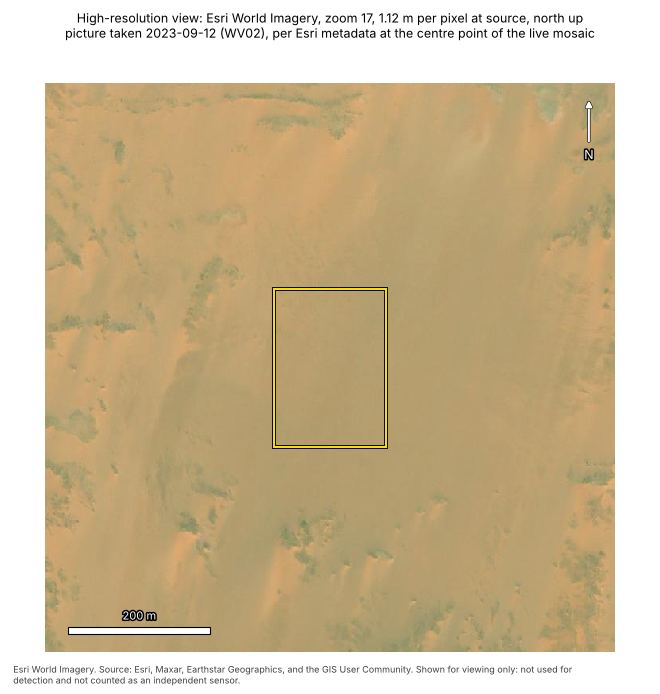 High-resolution view: Esri World Imagery, zoom 17, 1.12 m per pixel at source, north up
picture taken 2023-09-12 (WV02), per Esri metadata at the centre point of the live mosaic
N
200 m
Esri World Imagery. Source: Esri, Maxar, Earthstar Geographics, and the GIS User Community. Shown for viewing only: not used for
detection and not counted as an independent sensor.